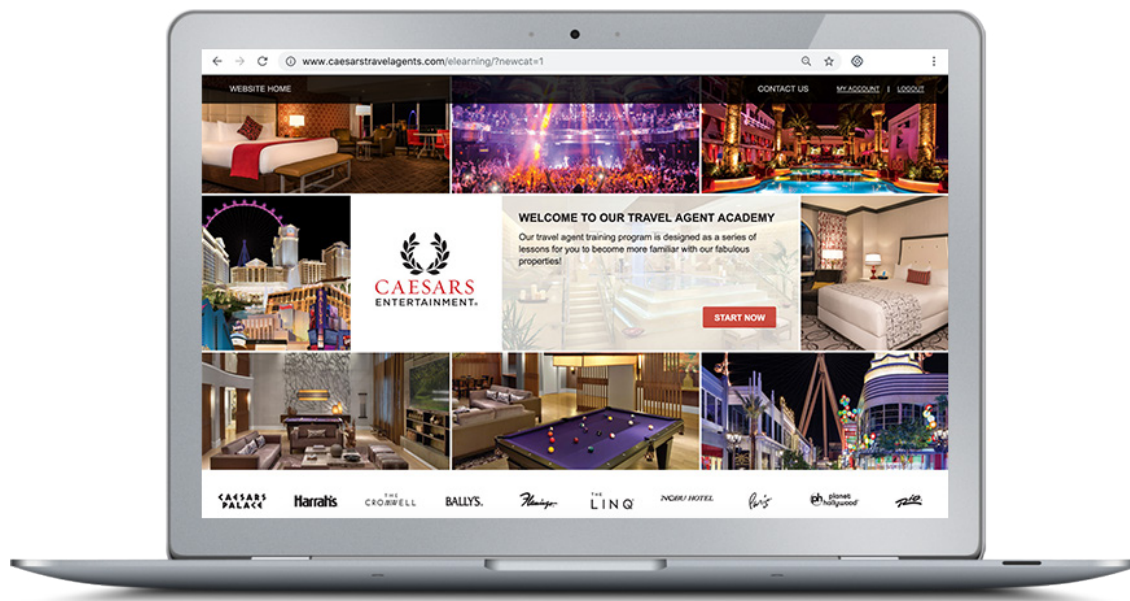 www.caesarstravelagents.com/elearning/?newcat=1
WEBSITE HOME
CONTACT US
MY ACCOUNT | LOGOUT
WELCOME TO OUR TRAVEL AGENT ACADEMY
Our travel agent training program is designed as a series of
lessons for you to become more familiar with our fabulous
properties!
CAESARS
ENTERTAINMENT®
START NOW
CAESARS
PALACE
Harrah's
THE
CROMWELL
BALLY'S.
Flamingo
THE
LINQ
NOBU HOTEL
Paris
ph planet
hollywood
Rio